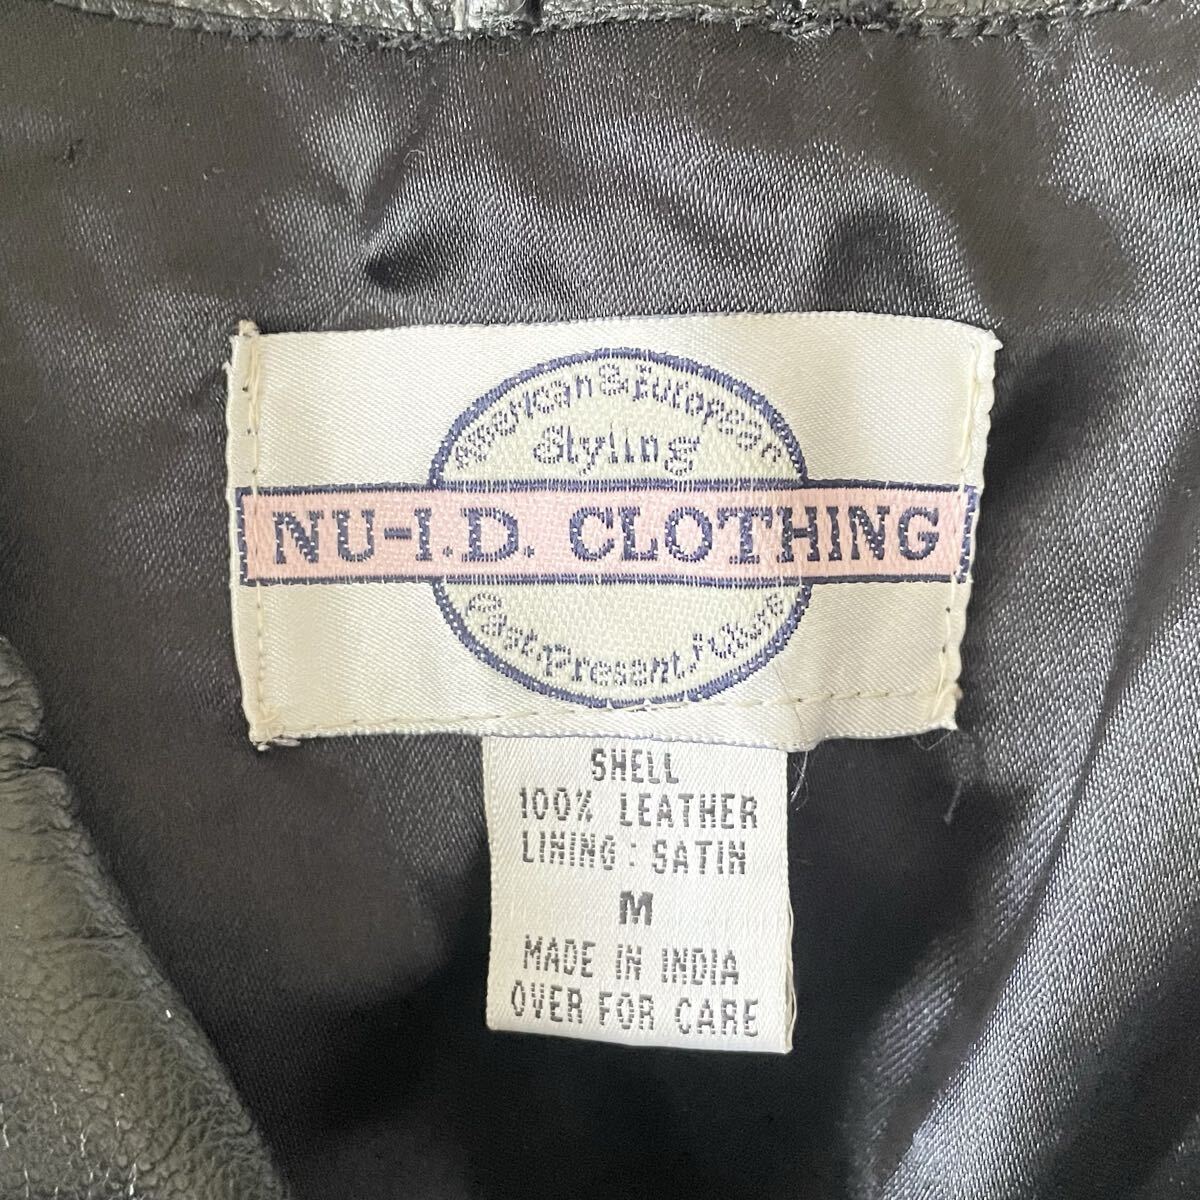 American & European
Styling
NU-I.D. CLOTHING
Past, Present, Future
SHELL
100% LEATHER
LINING : SATIN
M
MADE IN INDIA
OVER FOR CARE